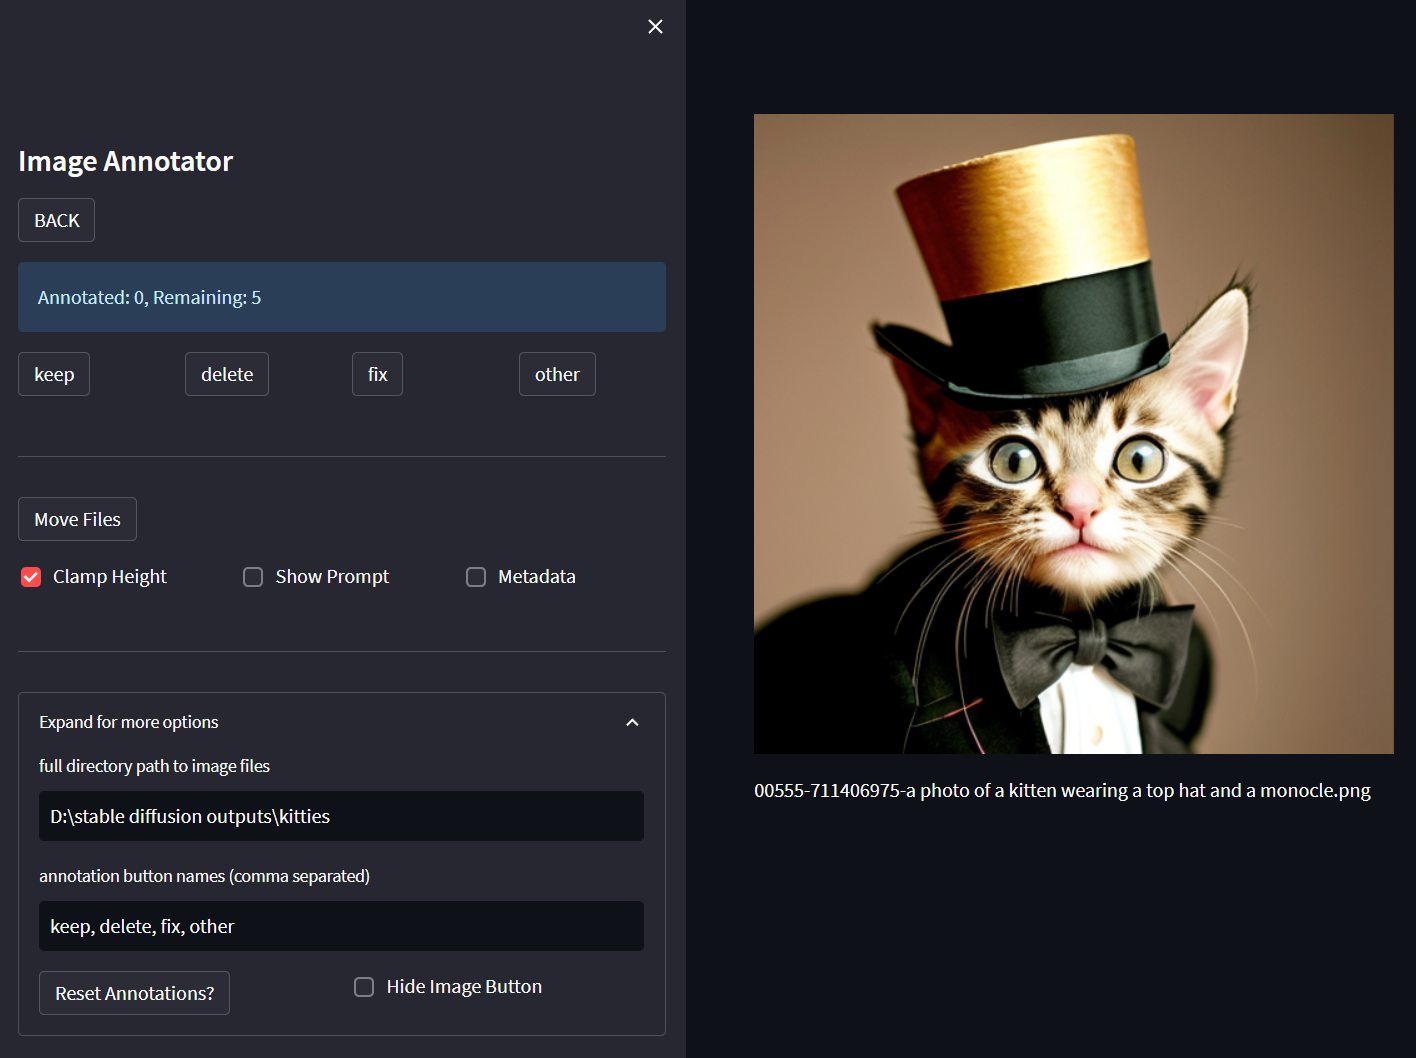 Image Annotator
BACK
Annotated: 0, Remaining: 5
keep
delete
fix
other
Move Files
Clamp Height
Show Prompt
Metadata
Expand for more options
full directory path to image files
D:\stable diffusion outputs\kitties
annotation button names (comma separated)
keep, delete, fix, other
Reset Annotations?
Hide Image Button
00555-711406975-a photo of a kitten wearing a top hat and a monocle.png